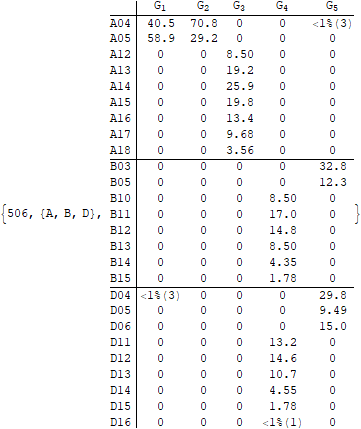 G1 G2 G3 G4 G5
A04 40.5 70.8 0 0 <1%(3)
A05 58.9 29.2 0 0 0
A12 0 0 8.50 0 0
A13 0 0 19.2 0 0
A14 0 0 25.9 0 0
A15 0 0 19.8 0 0
A16 0 0 13.4 0 0
A17 0 0 9.68 0 0
A18 0 0 3.56 0 0
B03 0 0 0 0 32.8
B05 0 0 0 0 12.3
B10 0 0 0 8.50 0
{506, {A, B, D}, B11 0 0 0 17.0 0 }
B12 0 0 0 14.8 0
B13 0 0 0 8.50 0
B14 0 0 0 4.35 0
B15 0 0 0 1.78 0
D04 <1%(3) 0 0 0 29.8
D05 0 0 0 0 9.49
D06 0 0 0 0 15.0
D11 0 0 0 13.2 0
D12 0 0 0 14.6 0
D13 0 0 0 10.7 0
D14 0 0 0 4.55 0
D15 0 0 0 1.78 0
D16 0 0 0 <1%(1) 0